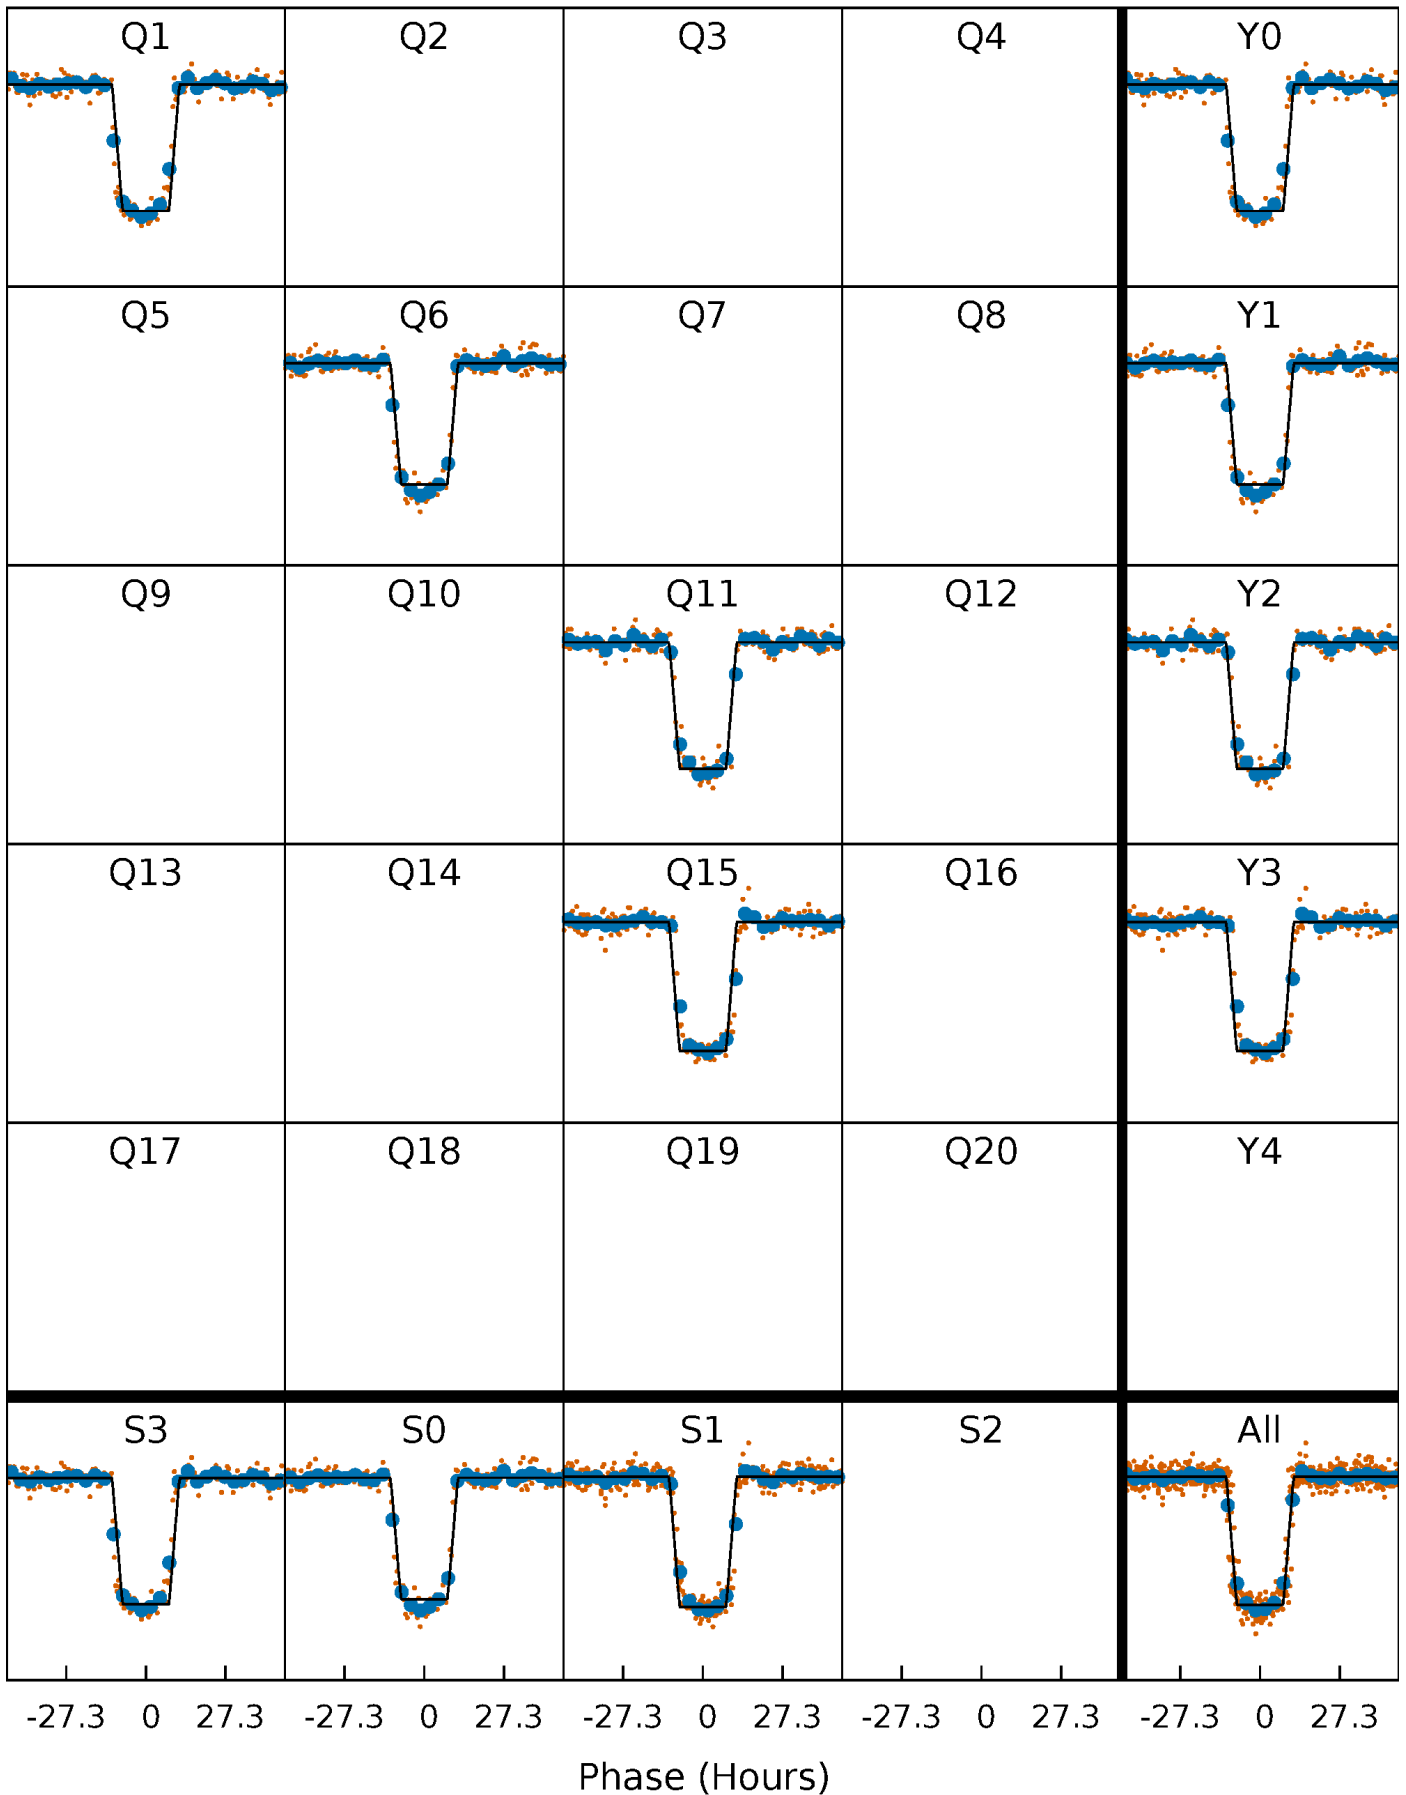 Q1 Q2 Q3 Q4 Y0
Q5 Q6 Q7 Q8 Y1
Q9 Q10 Q11 Q12 Y2
Q13 Q14 Q15 Q16 Y3
Q17 Q18 Q19 Q20 Y4
S3 S0 S1 S2 All
-27.3 0 27.3 -27.3 0 27.3 -27.3 0 27.3 -27.3 0 27.3 -27.3 0 27.3
Phase (Hours)